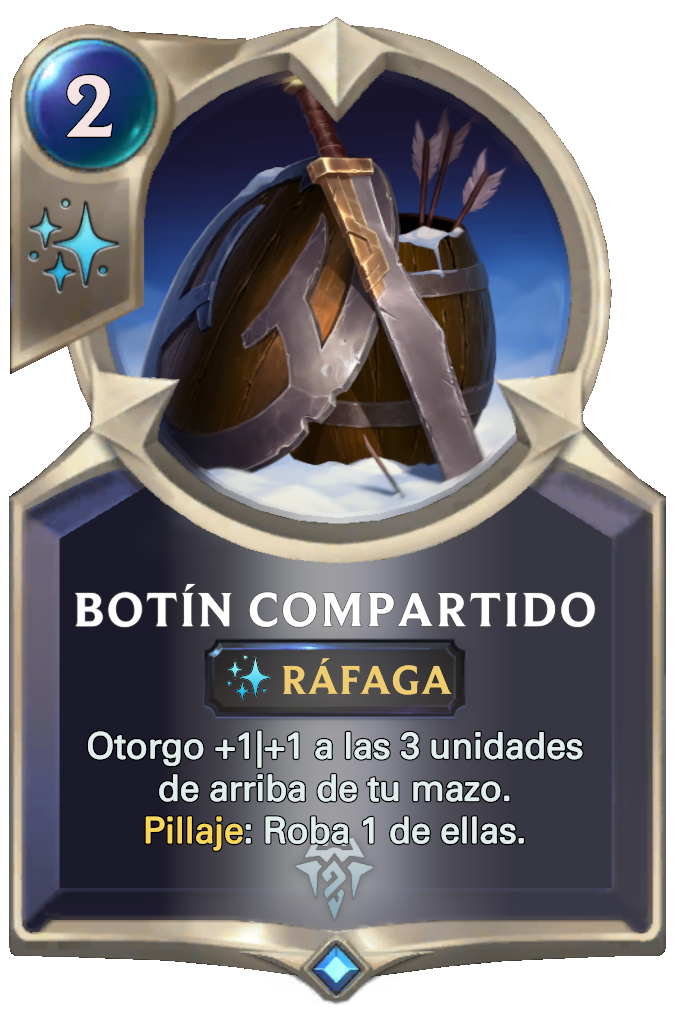 2
BOTÍN COMPARTIDO
RÁFAGA
Otorgo +1|+1 a las 3 unidades
de arriba de tu mazo.
Pillaje: Roba 1 de ellas.